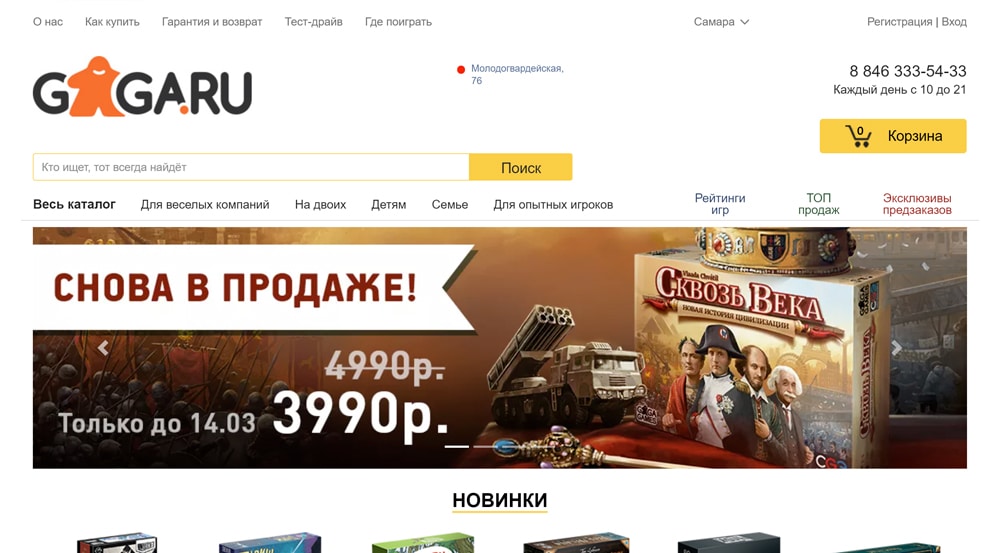 О нас Как купить Гарантия и возврат Тест-драйв Где поиграть Самара Регистрация | Вход
GAGA.RU
Молодогвардейская,
76
8 846 333-54-33
Каждый день с 10 до 21
0 Корзина
Кто ищет, тот всегда найдёт Поиск
Весь каталог Для веселых компаний На двоих Детям Семье Для опытных игроков
Рейтинги
игр
ТОП
продаж
Эксклюзивы
предзаказов
СНОВА В ПРОДАЖЕ!
4990р.
Только до 14.03 3990р.
Vlaada Chvátil
СКВОЗЬ ВЕКА
НОВАЯ ИСТОРИЯ ЦИВИЛИЗАЦИИ
СКВОЗЬ ВЕКА
CGE
НОВИНКИ